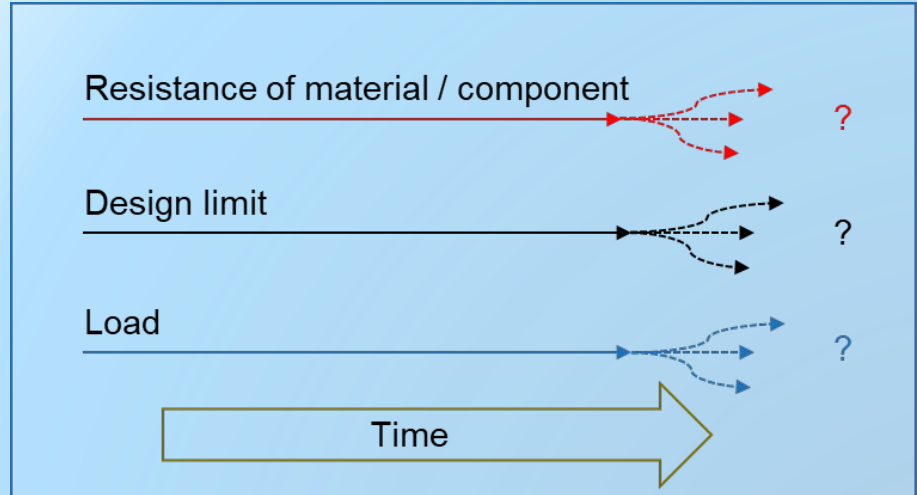 Resistance of material / component
?
Design limit
?
Load
?
Time